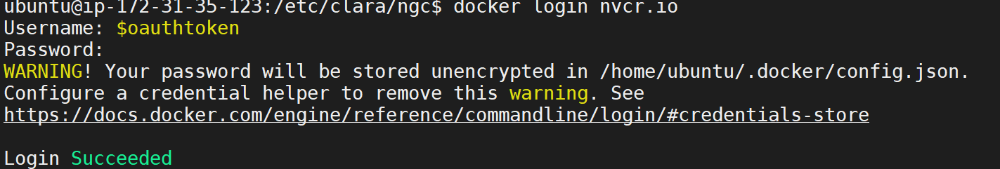 ubuntu@ip-172-31-35-123:/etc/clara/ngc$ docker login nvcr.io
Username: $oauthtoken
Password:
WARNING! Your password will be stored unencrypted in /home/ubuntu/.docker/config.json.
Configure a credential helper to remove this warning. See
https://docs.docker.com/engine/reference/commandline/login/#credentials-store
Login Succeeded